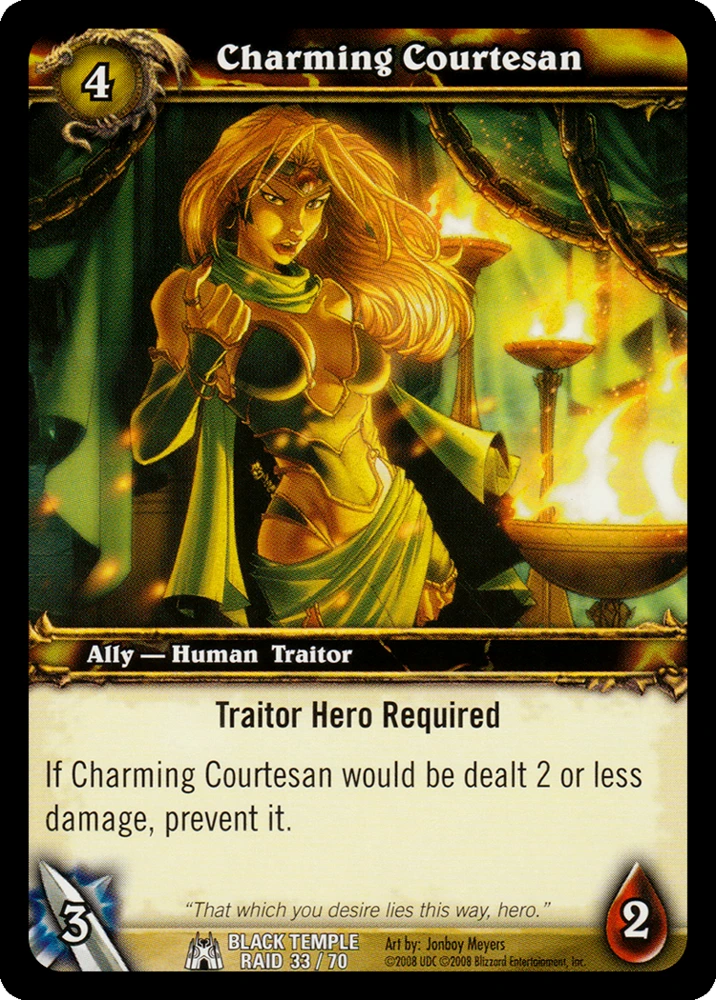 4
Charming Courtesan
Ally — Human Traitor
Traitor Hero Required
If Charming Courtesan would be dealt 2 or less
damage, prevent it.
"That which you desire lies this way, hero."
3
2
BLACK TEMPLE
RAID 33 / 70
Art by: Jonboy Meyers
©2008 UDC ©2008 Blizzard Entertainment, Inc.